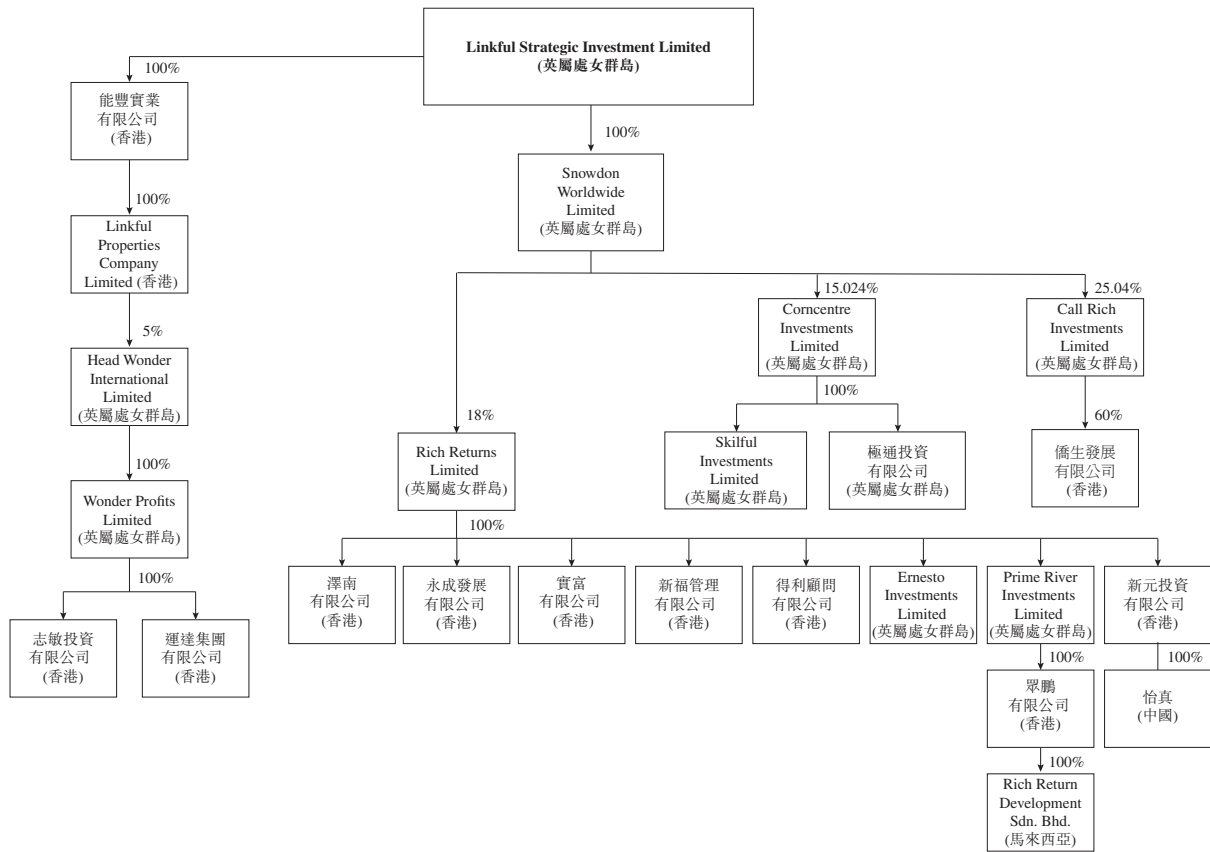 Linkful Strategic Investment Limited
(英屬處女群島)
100%
能豐實業
有限公司
(香港)
100%
Linkful
Properties
Company
Limited (香港)
5%
Head Wonder
International
Limited
(英屬處女群島)
100%
Wonder Profits
Limited
(英屬處女群島)
100%
志敏投資
有限公司
(香港)
運達集團
有限公司
(香港)
100%
Snowdon
Worldwide
Limited
(英屬處女群島)
18%
Rich Returns
Limited
(英屬處女群島)
15.024%
Corncentre
Investments
Limited
(英屬處女群島)
100%
Skilful
Investments
Limited
(英屬處女群島)
極通投資
有限公司
(英屬處女群島)
25.04%
Call Rich
Investments
Limited
(英屬處女群島)
60%
僑生發展
有限公司
(香港)
100%
澤南
有限公司
(香港)
永成發展
有限公司
(香港)
實富
有限公司
(香港)
新福管理
有限公司
(香港)
得利顧問
有限公司
(香港)
Ernesto
Investments
Limited
(英屬處女群島)
Prime River
Investments
Limited
(英屬處女群島)
新元投資
有限公司
(香港)
100%
眾鵬
有限公司
(香港)
100%
怡真
(中國)
100%
Rich Return
Development
Sdn. Bhd.
(馬來西亞)